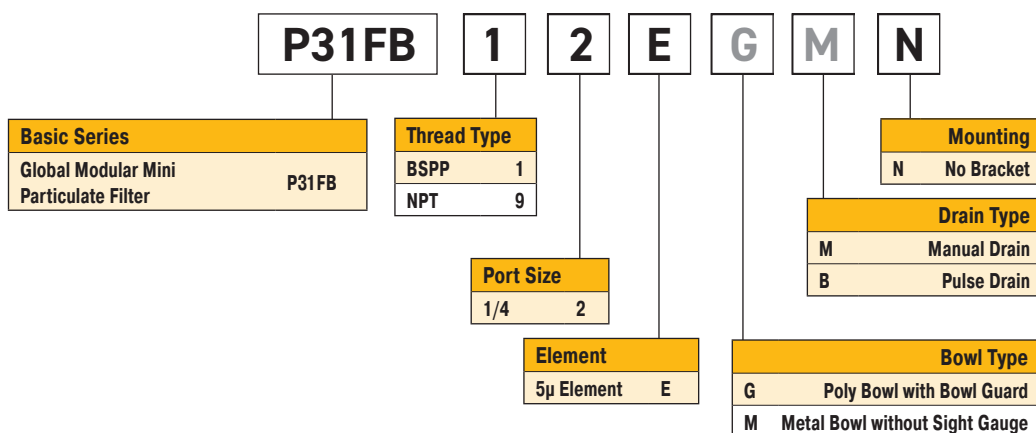 P31FB 1 2 E G M N
Basic Series
Global Modular Mini
Particulate Filter P31FB
Thread Type
BSPP 1
NPT 9
Mounting
N No Bracket
Drain Type
M Manual Drain
B Pulse Drain
Port Size
1/4 2
Element
5µ Element E
Bowl Type
G Poly Bowl with Bowl Guard
M Metal Bowl without Sight Gauge